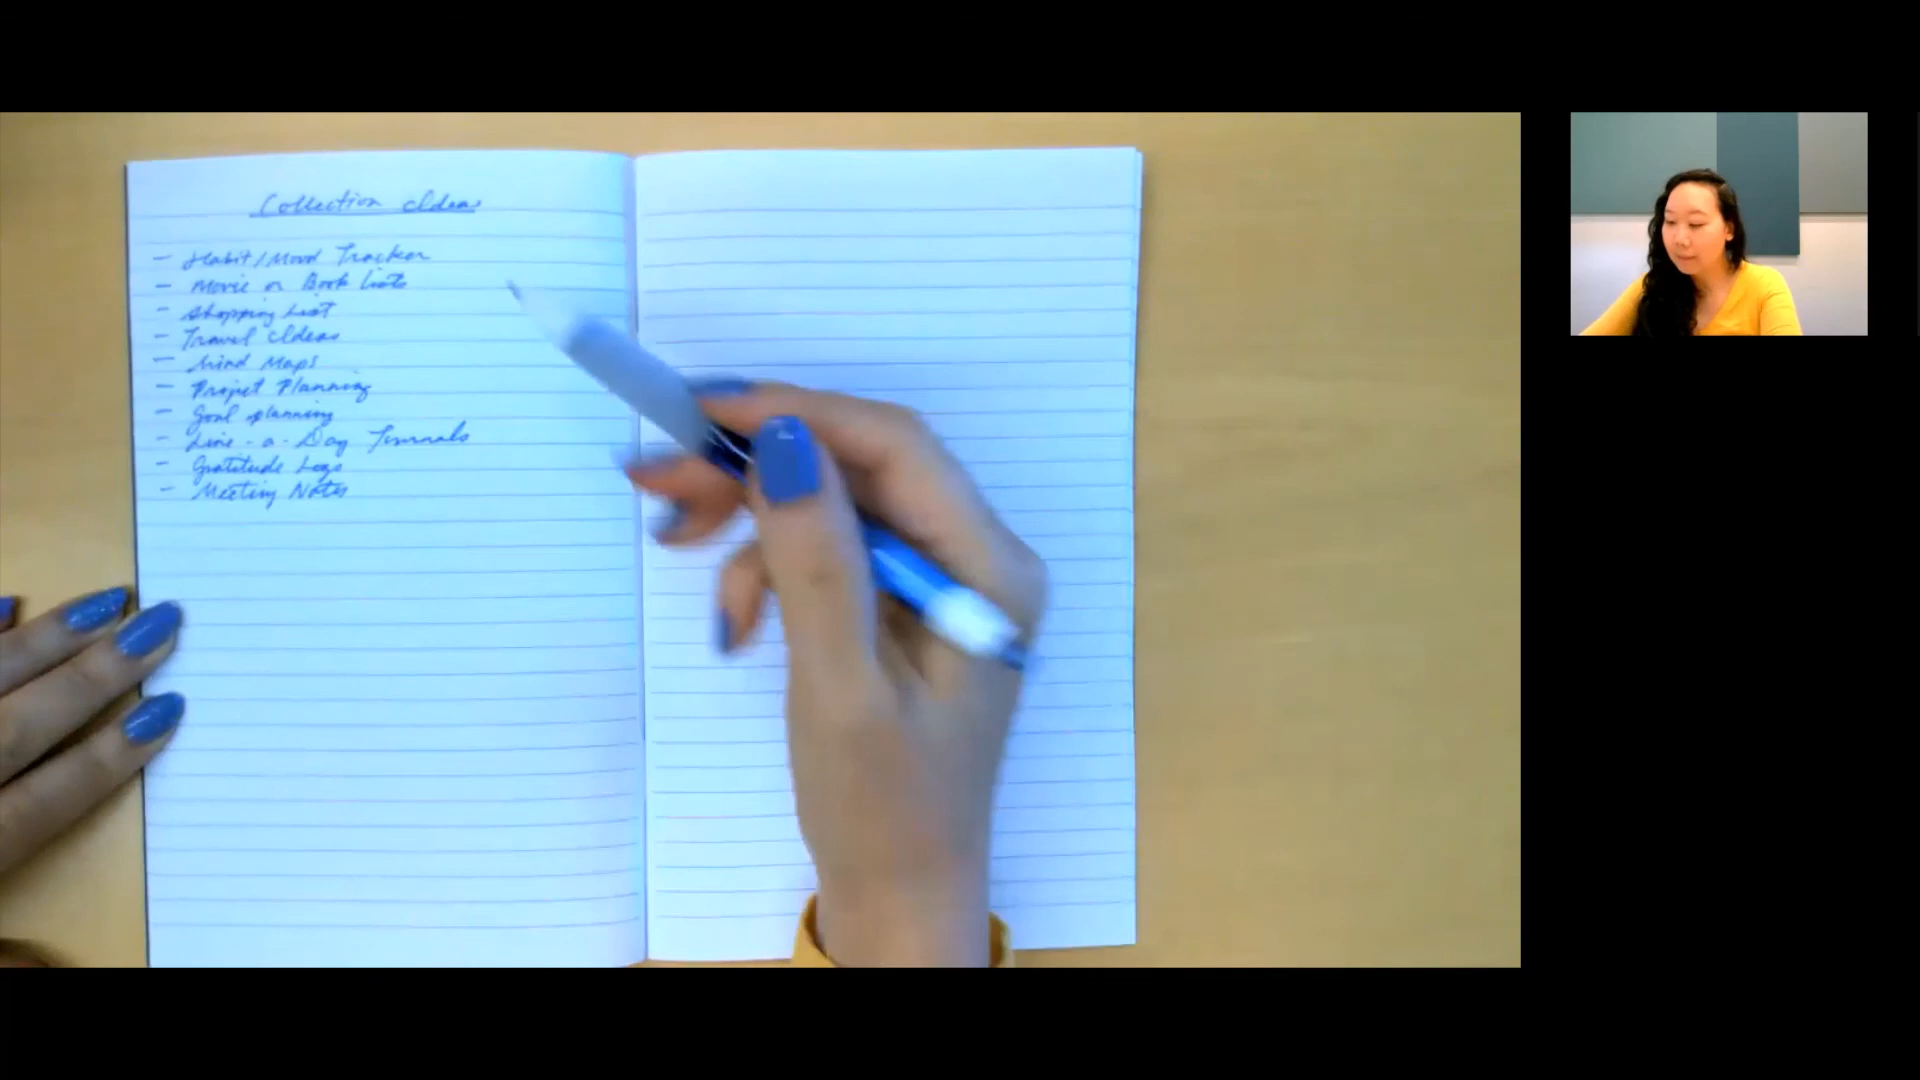 Collection Ideas
- Habit/Mood Tracker
- Movie or Book Lists
- Shopping List
- Travel Ideas
- Mind Maps
- Project Planning
- Goal planning
- Line-a-Day Journals
- Gratitude Logs
- Meeting Notes